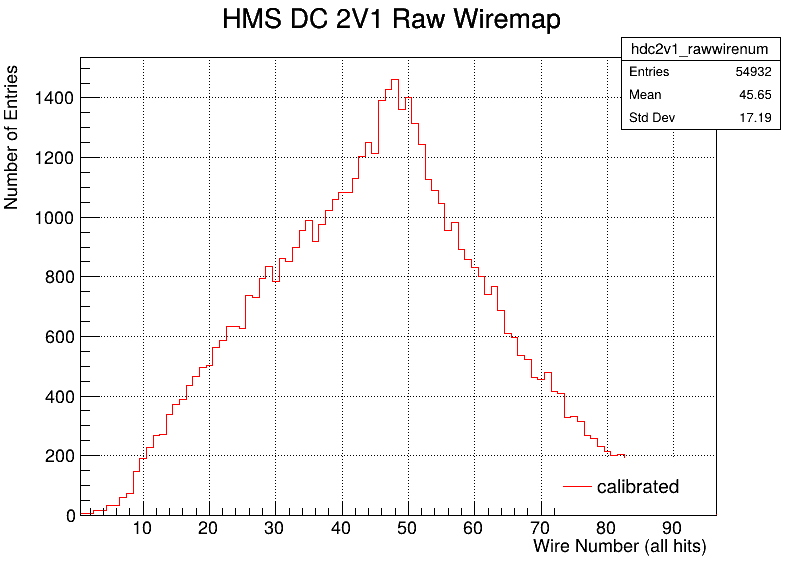 HMS DC 2V1 Raw Wiremap
hdc2v1_rawwirenum
Entries 54932
Mean 45.65
Std Dev 17.19
Number of Entries
1400
1200
1000
800
600
400
200
0
10 20 30 40 50 60 70 80 90
Wire Number (all hits)
calibrated